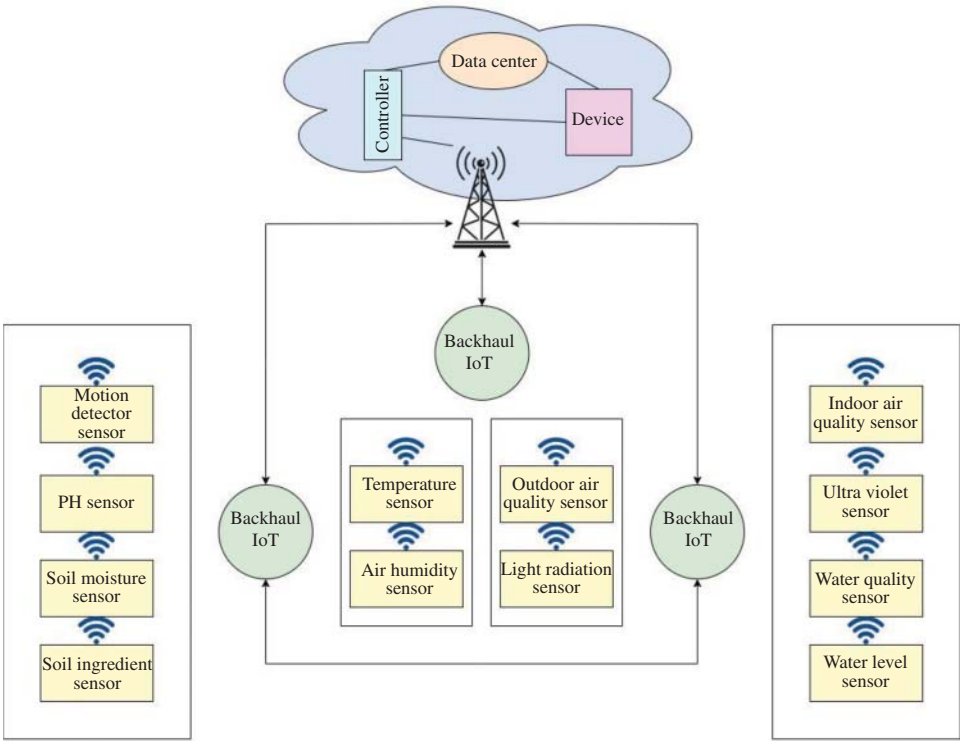 Data center
Controller
Device
Backhaul
IoT
Motion
detector
sensor
PH sensor
Soil moisture
sensor
Soil ingredient
sensor
Backhaul
IoT
Temperature
sensor
Air humidity
sensor
Outdoor air
quality sensor
Light radiation
sensor
Backhaul
IoT
Indoor air
quality sensor
Ultra violet
sensor
Water quality
sensor
Water level
sensor